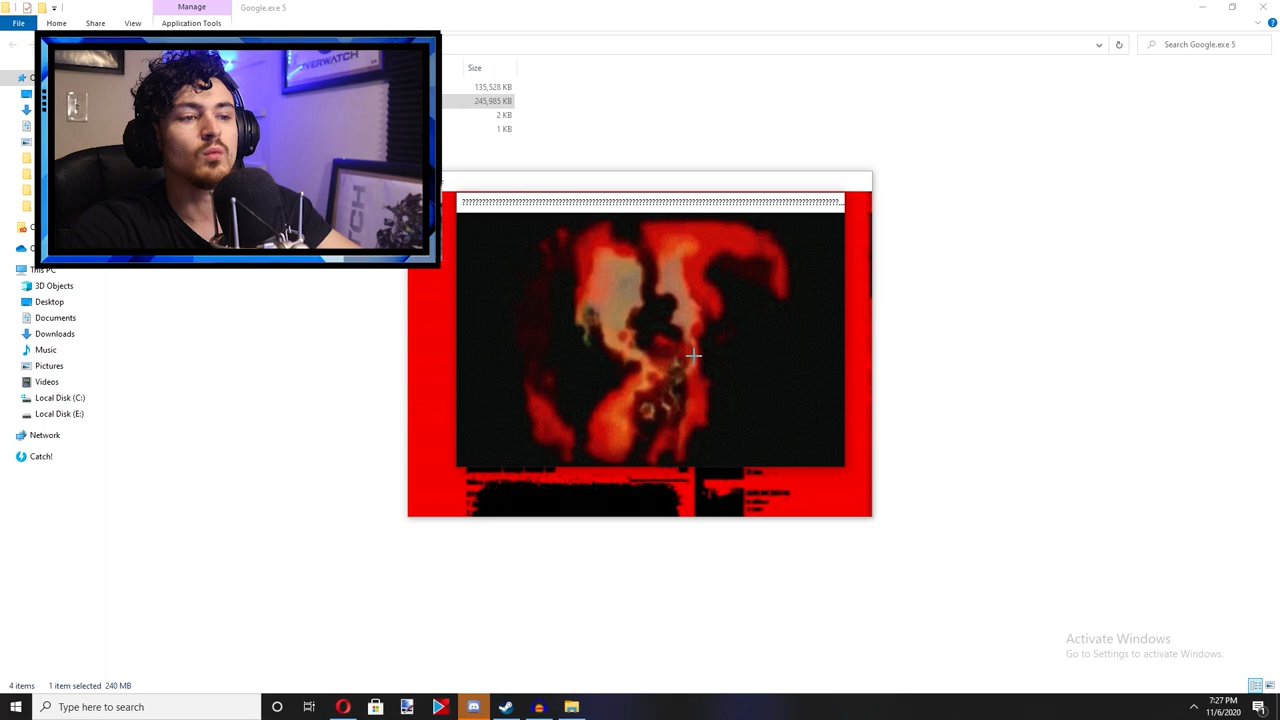 Manage
Google.exe 5
File
Home
Share
View
Application Tools
Search Google.exe 5
Size
135,528 KB
245,985 KB
2 KB
1 KB
OVERWATCH
This PC
3D Objects
Desktop
Documents
Downloads
Music
Pictures
Videos
Local Disk (C:)
Local Disk (E:)
Network
Catch!
Activate Windows
Go to Settings to activate Windows.
4 items
1 item selected 240 MB
Type here to search
7:27 PM
11/6/2020